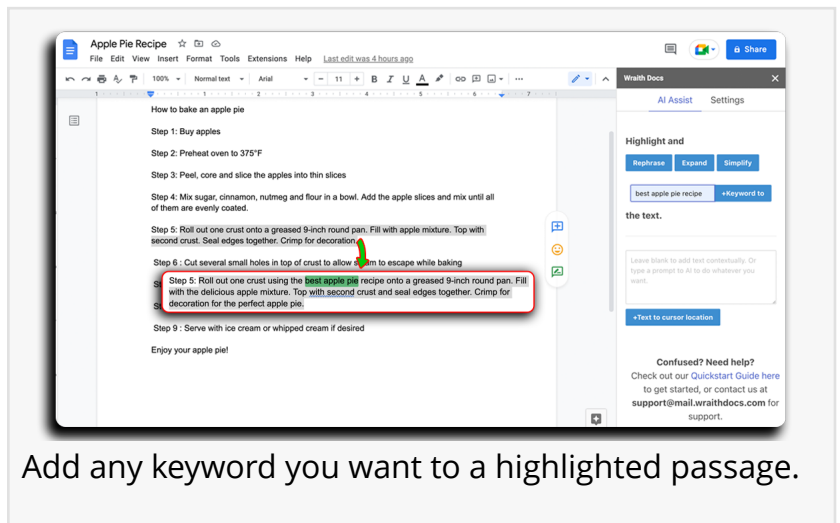 Apple Pie Recipe
File Edit View Insert Format Tools Extensions Help Last edit was 4 hours ago
Share
100% Normal text Arial - 11 + B I U A
Wraith Docs
1 1 2 3 4 5 6 7
AI Assist Settings
How to bake an apple pie
Step 1: Buy apples
Step 2: Preheat oven to 375°F
Step 3: Peel, core and slice the apples into thin slices
Step 4: Mix sugar, cinnamon, nutmeg and flour in a bowl. Add the apple slices and mix until all
of them are evenly coated.
Step 5: Roll out one crust onto a greased 9-inch round pan. Fill with apple mixture. Top with
second crust. Seal edges together. Crimp for decoration.
Step 6 : Cut several small holes in top of crust to allow to escape while baking
Step 5: Roll out one crust using the best apple pie recipe onto a greased 9-inch round pan. Fill
with the delicious apple mixture. Top with second crust and seal edges together. Crimp for
decoration for the perfect apple pie.
Step 9 : Serve with ice cream or whipped cream if desired
Enjoy your apple pie!
Highlight and
Rephrase Expand Simplify
best apple pie recipe +Keyword to
the text.
Leave blank to add text contextually. Or
type a prompt to AI to do whatever you
want.
+Text to cursor location
Confused? Need help?
Check out our Quickstart Guide here
to get started, or contact us at
support@mail.wraithdocs.com for
support.
Add any keyword you want to a highlighted passage.